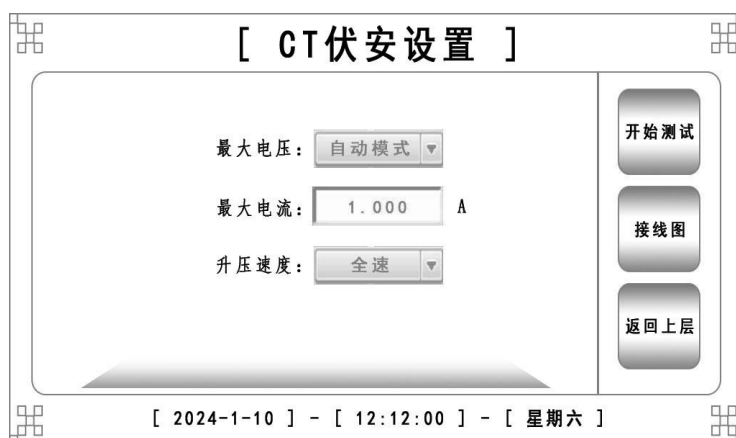 [ CT伏安设置 ]
最大电压: 自动模式
最大电流: 1.000 A
升压速度: 全速
开始测试
接线图
返回上层
[ 2024-1-10 ] - [ 12:12:00 ] - [ 星期六 ]